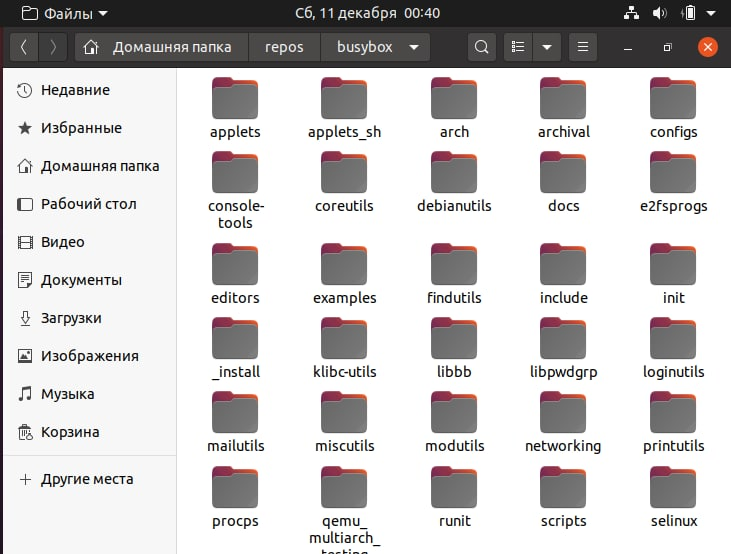 Файлы
Сб, 11 декабря 00:40
Домашняя папка repos busybox
Недавние
Избранные
Домашняя папка
Рабочий стол
Видео
Документы
Загрузки
Изображения
Музыка
Корзина
Другие места
applets applets_sh arch archival configs
console-
tools
coreutils debianutils docs e2fsprogs
editors examples findutils include init
_install klibc-utils libbb libpwdgrp loginutils
mailutils miscutils modutils networking printutils
procps
qemu_
multiarch_
testing
runit scripts selinux